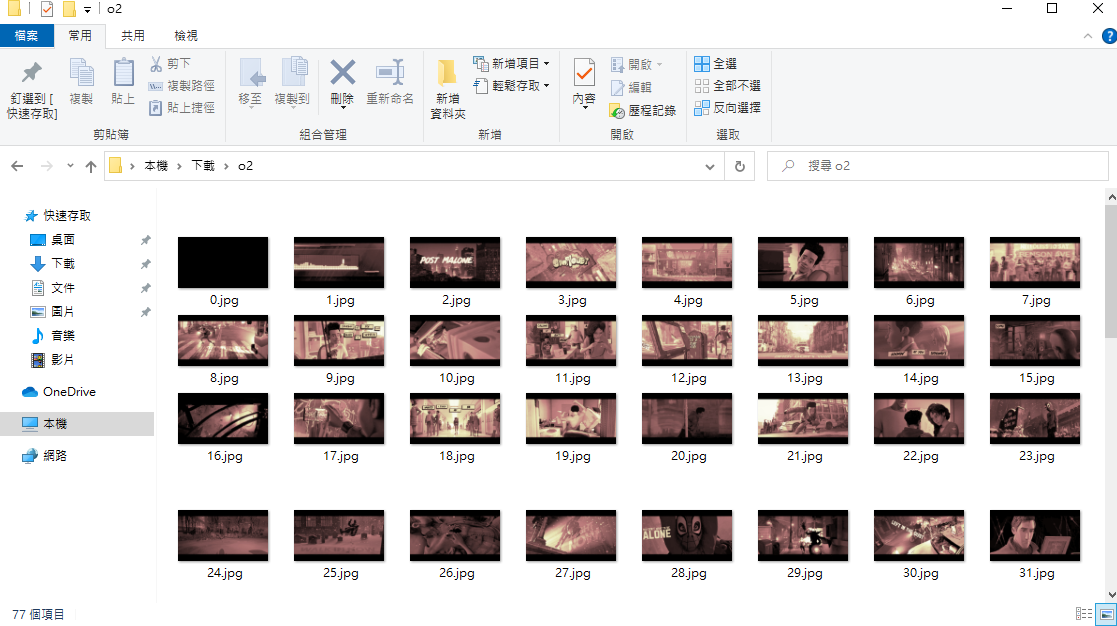 o2
檔案 常用 共用 檢視
釘選到 [
快速存取]
複製
貼上
剪下
複製路徑
貼上捷徑
剪貼簿
移至
複製到
刪除
重新命名
組合管理
新增
資料夾
新增項目
輕鬆存取
新增
內容
開啟
編輯
歷程記錄
開啟
全選
全部不選
反向選擇
選取
本機 > 下載 > o2
搜尋 o2
快速存取
桌面
下載
文件
圖片
音樂
影片
OneDrive
本機
網路
POST MALONE
0.jpg 1.jpg 2.jpg 3.jpg 4.jpg 5.jpg 6.jpg 7.jpg
8.jpg 9.jpg 10.jpg 11.jpg 12.jpg 13.jpg 14.jpg 15.jpg
16.jpg 17.jpg 18.jpg 19.jpg 20.jpg 21.jpg 22.jpg 23.jpg
ALONE
LEFT IN THE DUST
24.jpg 25.jpg 26.jpg 27.jpg 28.jpg 29.jpg 30.jpg 31.jpg
77 個項目